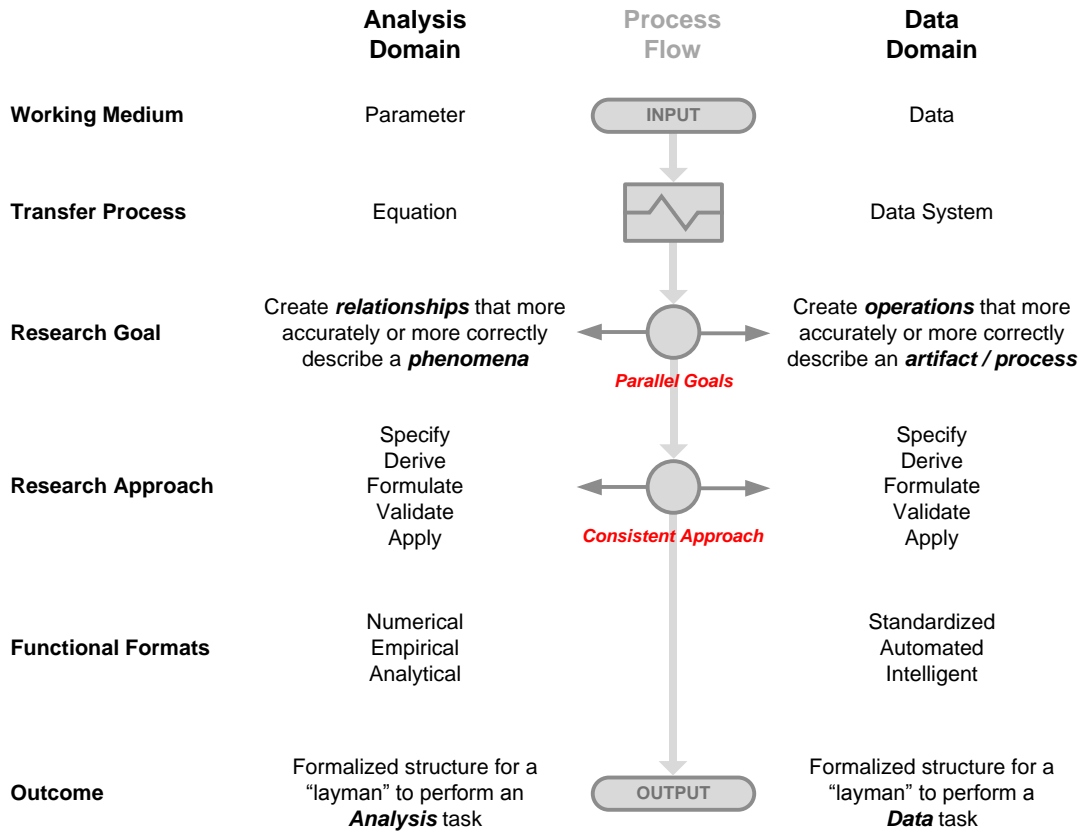 Analysis
Domain
Process
Flow
Data
Domain
Working Medium
Parameter
INPUT
Data
Transfer Process
Equation
Data System
Research Goal
Create relationships that more
accurately or more correctly
describe a phenomena
Parallel Goals
Create operations that more
accurately or more correctly
describe an artifact / process
Research Approach
Specify
Derive
Formulate
Validate
Apply
Consistent Approach
Specify
Derive
Formulate
Validate
Apply
Functional Formats
Numerical
Empirical
Analytical
Standardized
Automated
Intelligent
Outcome
Formalized structure for a
“layman” to perform an
Analysis task
OUTPUT
Formalized structure for a
“layman” to perform a
Data task